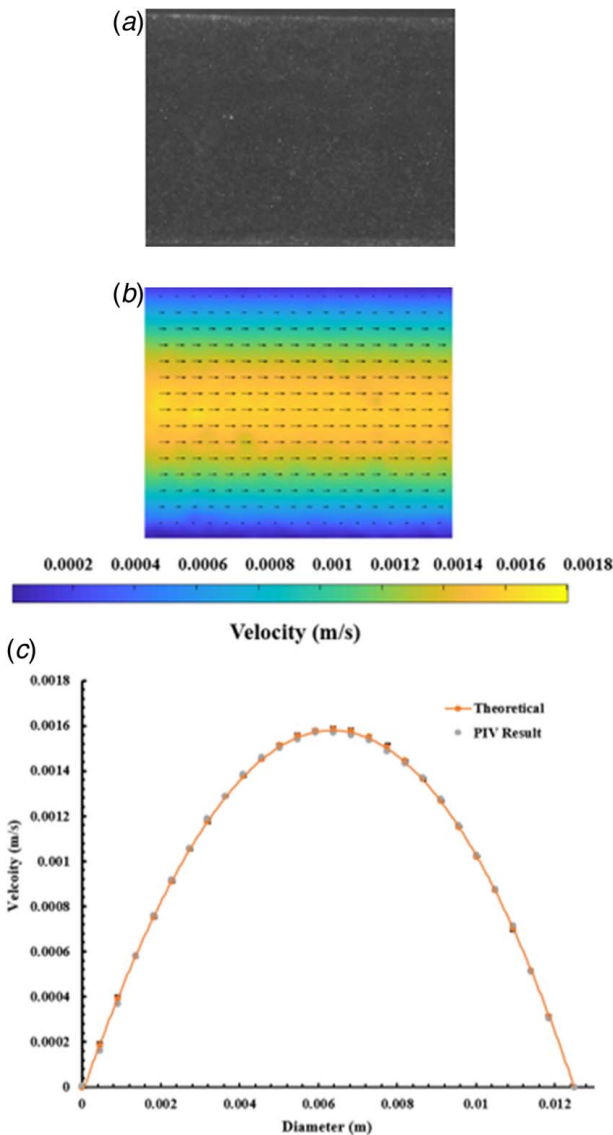 (a)
(b)
0.0002 0.0004 0.0006 0.0008 0.001 0.0012 0.0014 0.0016 0.0018
Velocity (m/s)
(c)
0.0018
0.0016
0.0014
0.0012
0.001
0.0008
0.0006
0.0004
0.0002
0
Velcoity (m/s)
Theoretical
PIV Result
0 0.002 0.004 0.006 0.008 0.01 0.012
Diameter (m)